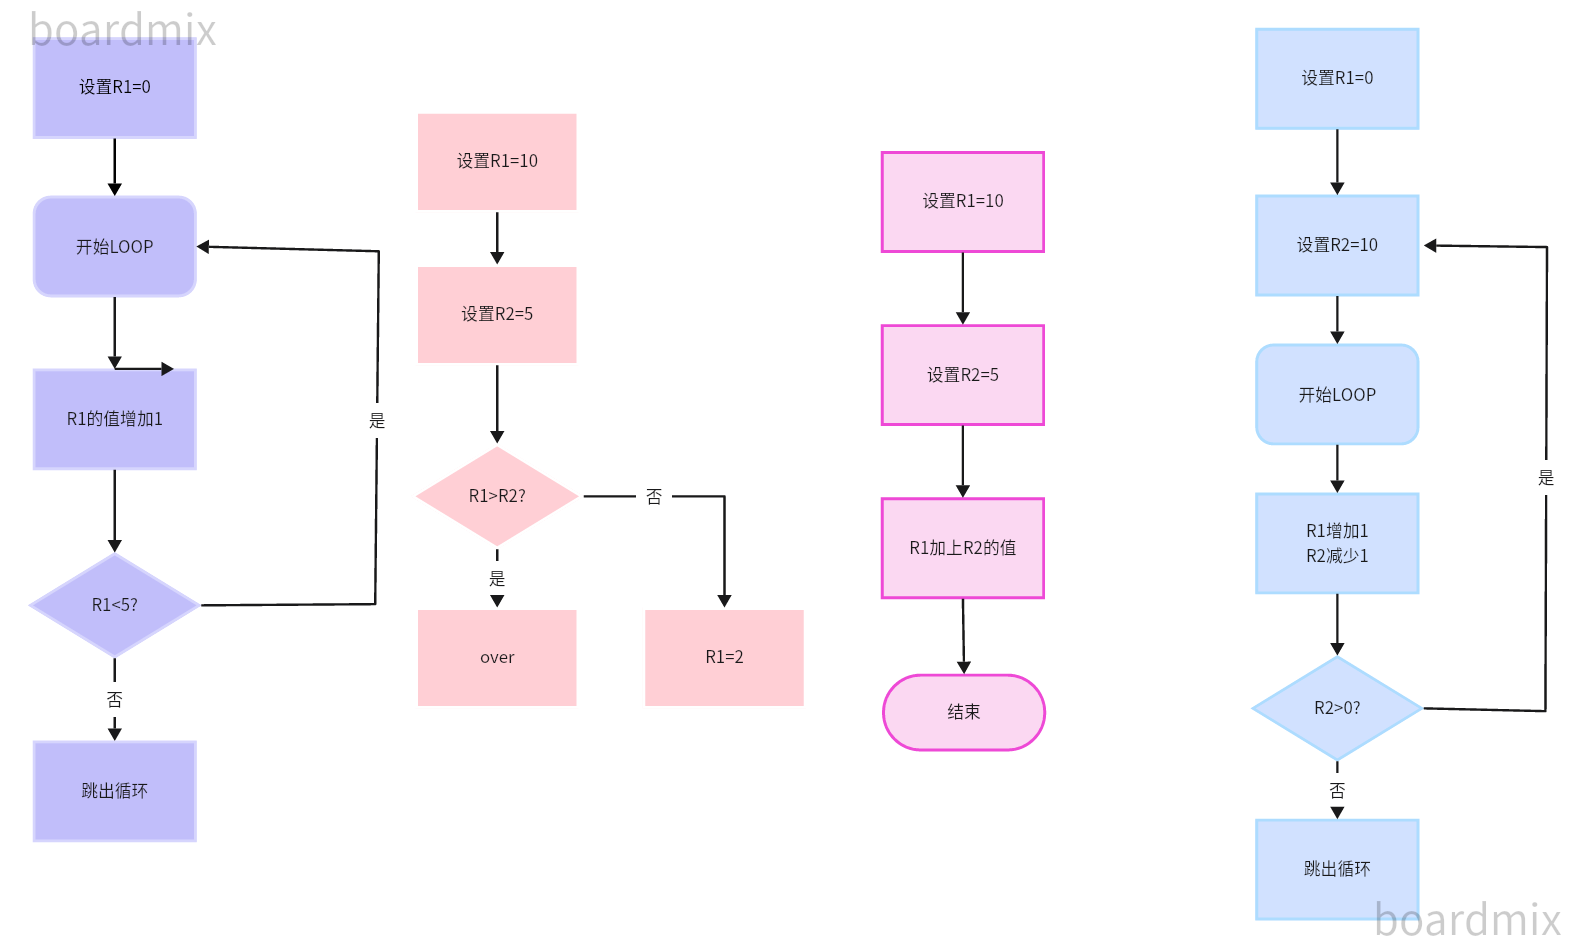 boardmix
设置R1=0
开始LOOP
R1的值增加1
R1<5?
是
否
跳出循环
设置R1=10
设置R2=5
R1>R2?
否
是
over
R1=2
设置R1=10
设置R2=5
R1加上R2的值
结束
设置R1=0
设置R2=10
开始LOOP
R1增加1
R2减少1
R2>0?
是
否
跳出循环
boardmix